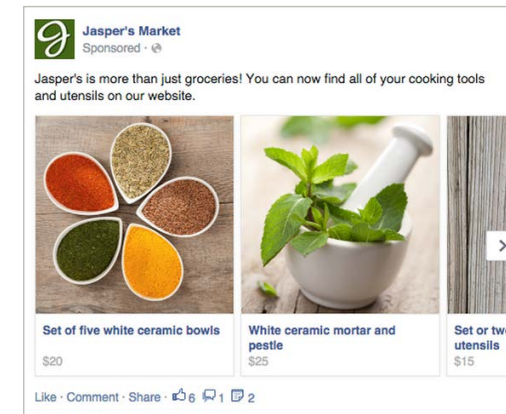 Jasper's Market
Sponsored ·
Jasper's is more than just groceries! You can now find all of your cooking tools
and utensils on our website.
Set of five white ceramic bowls
$20
White ceramic mortar and
pestle
$25
Set or
utensils
$15
Like · Comment · Share · 6 1 2